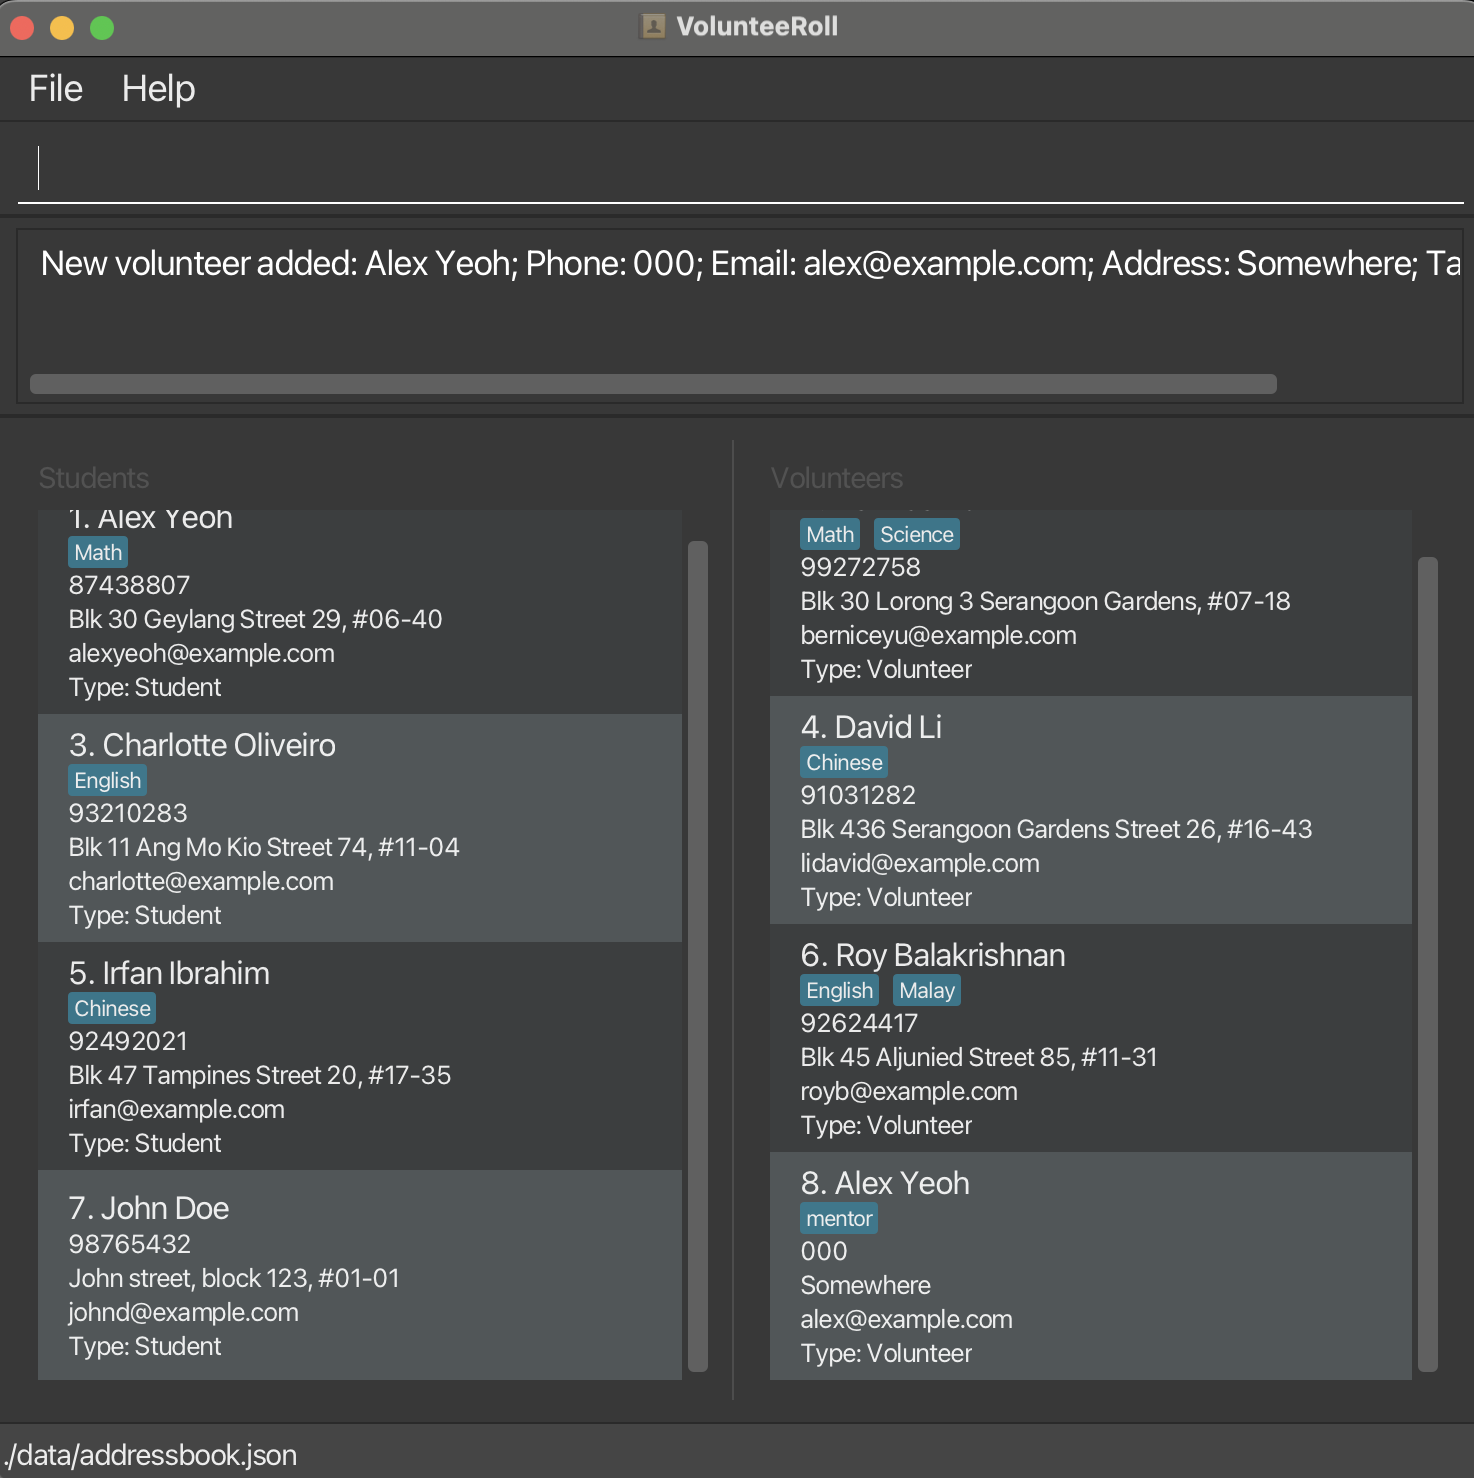 VolunteeRoll
File Help
New volunteer added: Alex Yeoh; Phone: 000; Email: alex@example.com; Address: Somewhere; Ta
Students
1. Alex Yeoh
Math
87438807
Blk 30 Geylang Street 29, #06-40
alexyeoh@example.com
Type: Student
3. Charlotte Oliveiro
English
93210283
Blk 11 Ang Mo Kio Street 74, #11-04
charlotte@example.com
Type: Student
5. Irfan Ibrahim
Chinese
92492021
Blk 47 Tampines Street 20, #17-35
irfan@example.com
Type: Student
7. John Doe
98765432
John street, block 123, #01-01
johnd@example.com
Type: Student
Volunteers
Math Science
99272758
Blk 30 Lorong 3 Serangoon Gardens, #07-18
berniceyu@example.com
Type: Volunteer
4. David Li
Chinese
91031282
Blk 436 Serangoon Gardens Street 26, #16-43
lidavid@example.com
Type: Volunteer
6. Roy Balakrishnan
English Malay
92624417
Blk 45 Aljunied Street 85, #11-31
royb@example.com
Type: Volunteer
8. Alex Yeoh
mentor
000
Somewhere
alex@example.com
Type: Volunteer
./data/addressbook.json